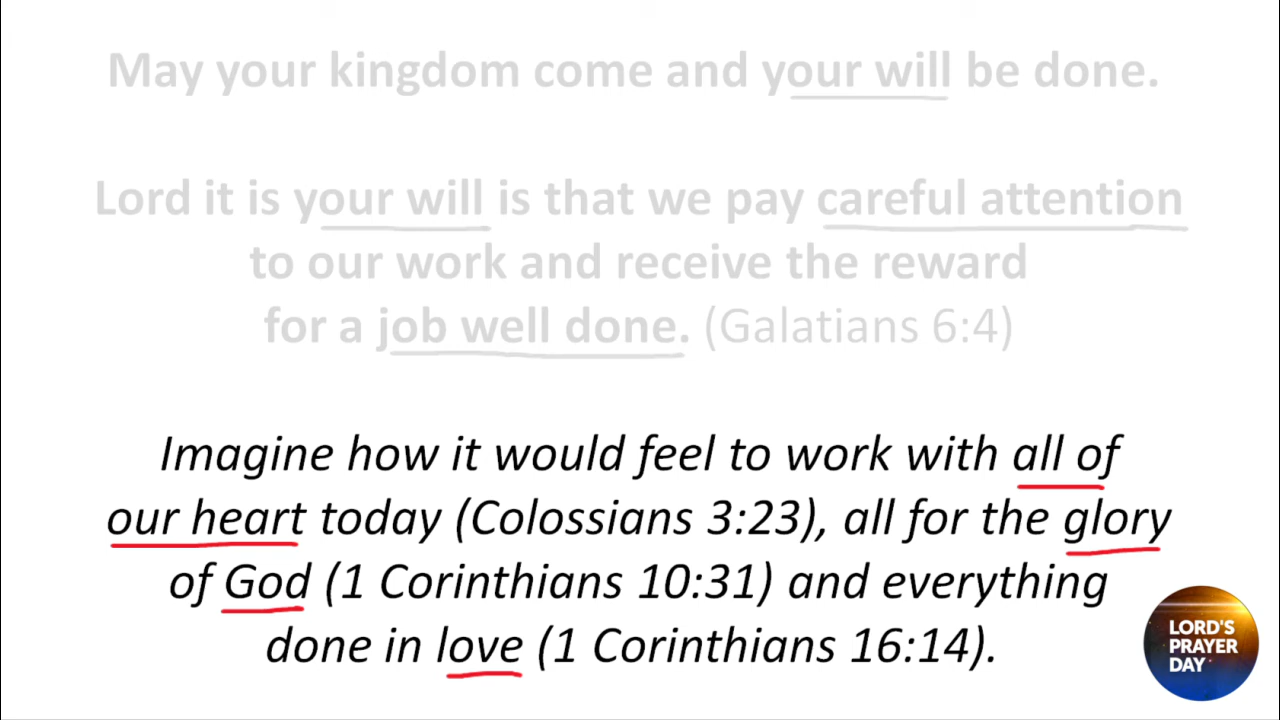 May your kingdom come and your will be done.
Lord it is your will is that we pay careful attention
to our work and receive the reward
for a job well done. (Galatians 6:4)
Imagine how it would feel to work with all of
our heart today (Colossians 3:23), all for the glory
of God (1 Corinthians 10:31) and everything
done in love (1 Corinthians 16:14).
LORD'S
PRAYER
DAY